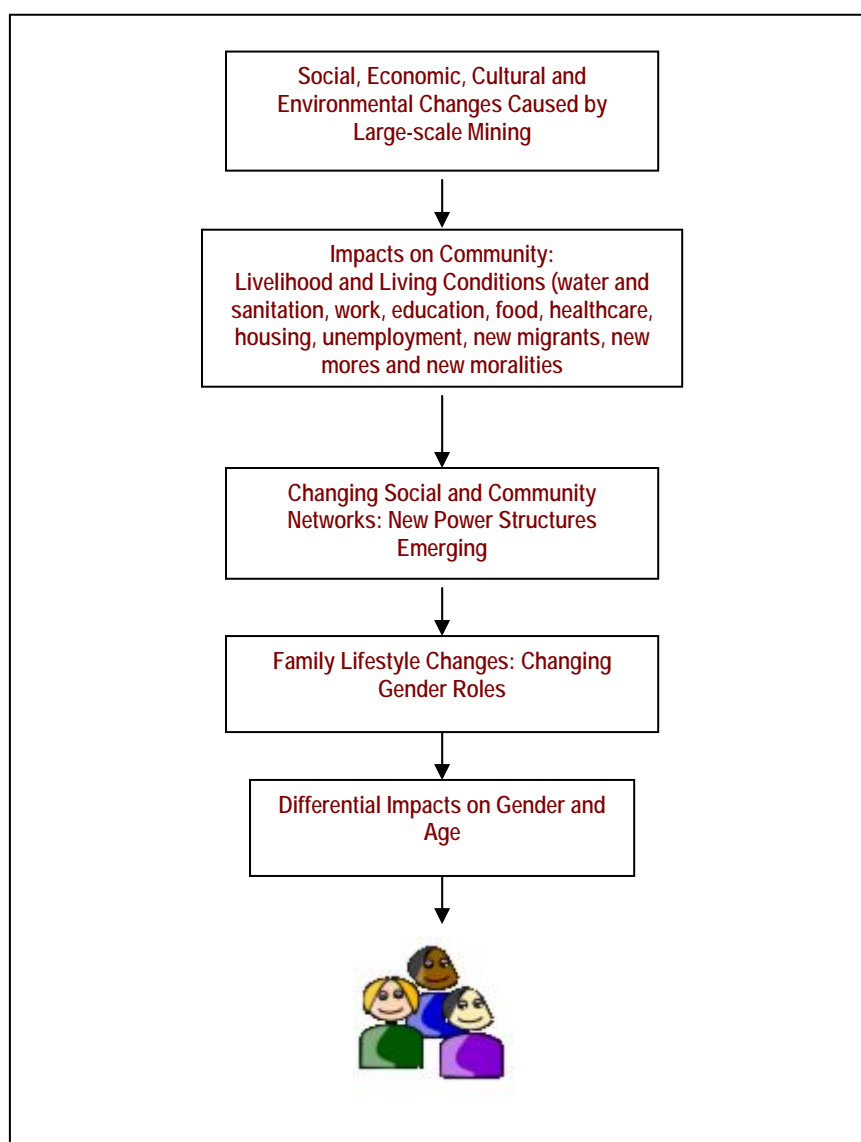 Social, Economic, Cultural and
Environmental Changes Caused by
Large-scale Mining
Impacts on Community:
Livelihood and Living Conditions (water and
sanitation, work, education, food, healthcare,
housing, unemployment, new migrants, new
mores and new moralities
Changing Social and Community
Networks: New Power Structures
Emerging
Family Lifestyle Changes: Changing
Gender Roles
Differential Impacts on Gender and
Age